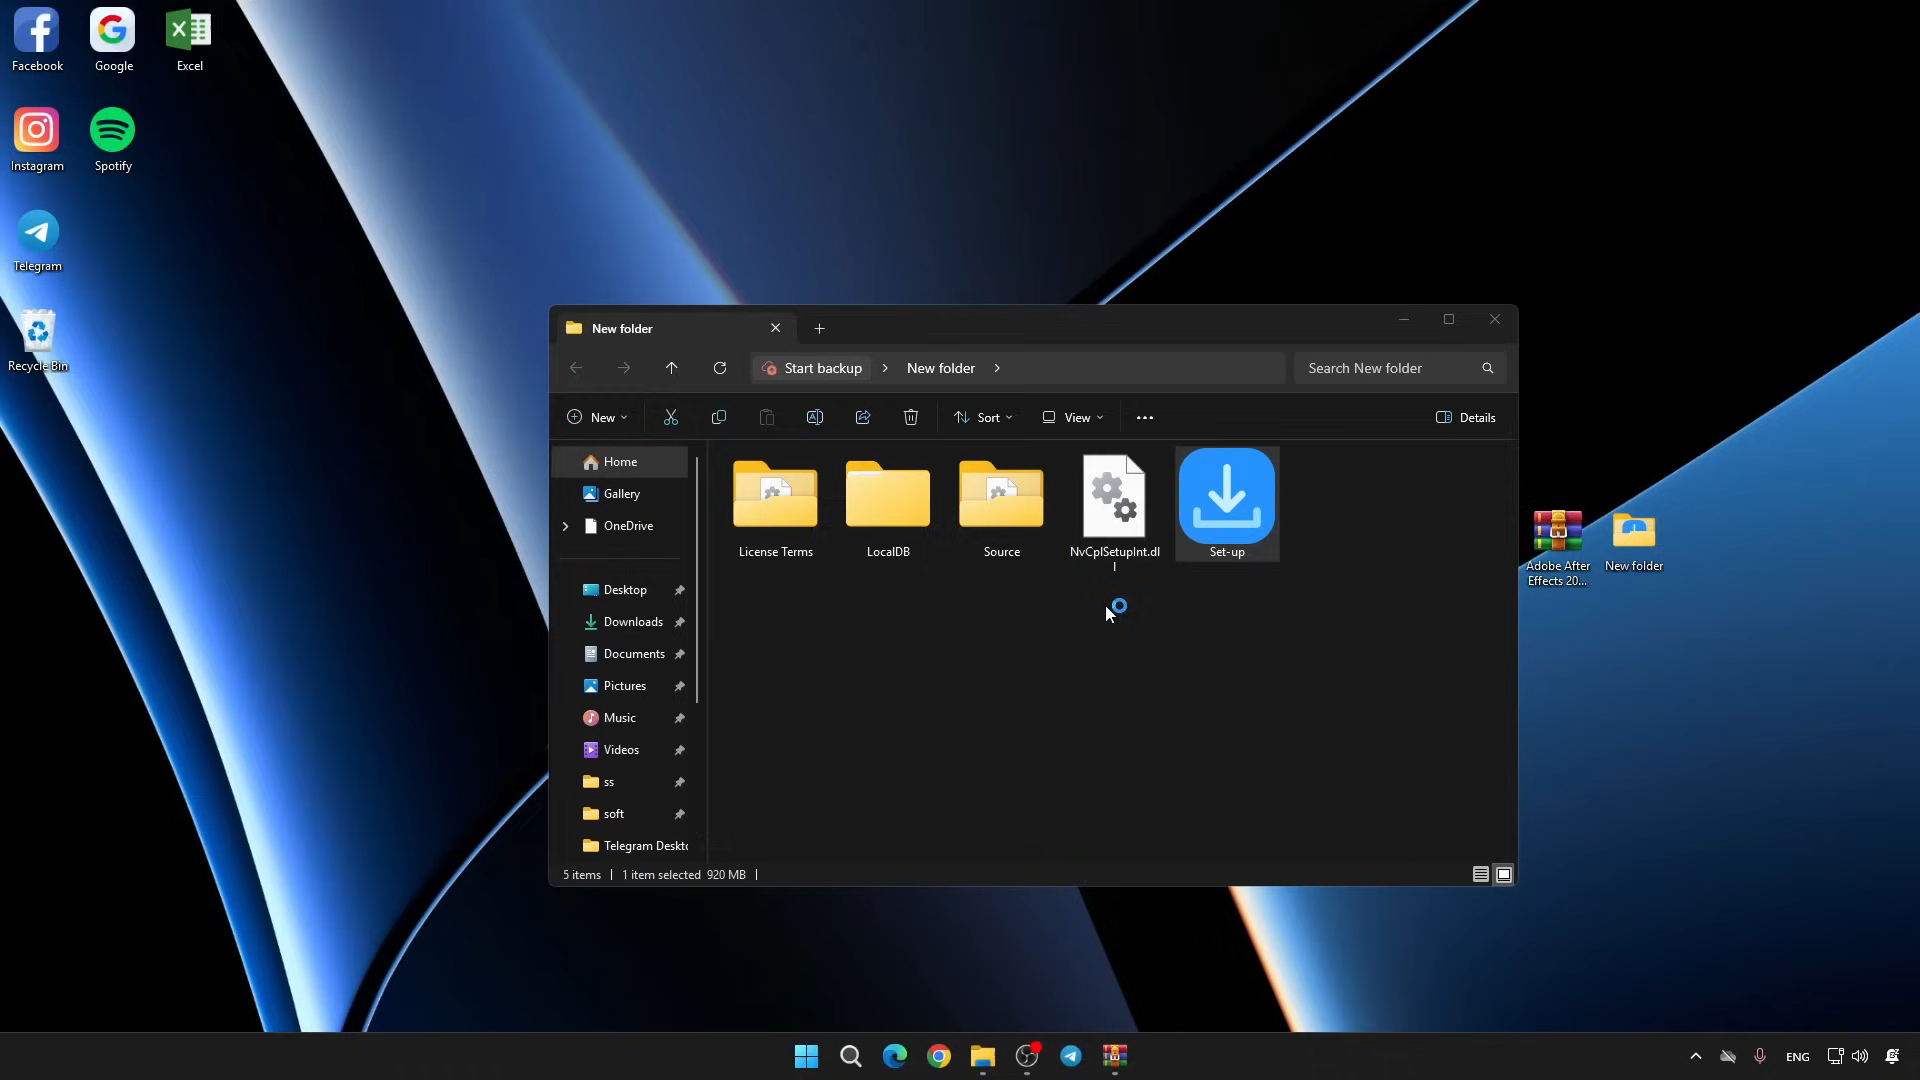 Facebook
Google
Excel
Instagram
Spotify
Telegram
Recycle Bin
New folder
Start backup
New folder
Search New folder
New
Sort
View
Details
Home
Gallery
OneDrive
Desktop
Downloads
Documents
Pictures
Music
Videos
ss
soft
Telegram Deskto
License Terms
LocalDB
Source
NvCplSetupInt.dl
l
Set-up
5 items
1 item selected 920 MB
Adobe After
Effects 20...
New folder
ENG